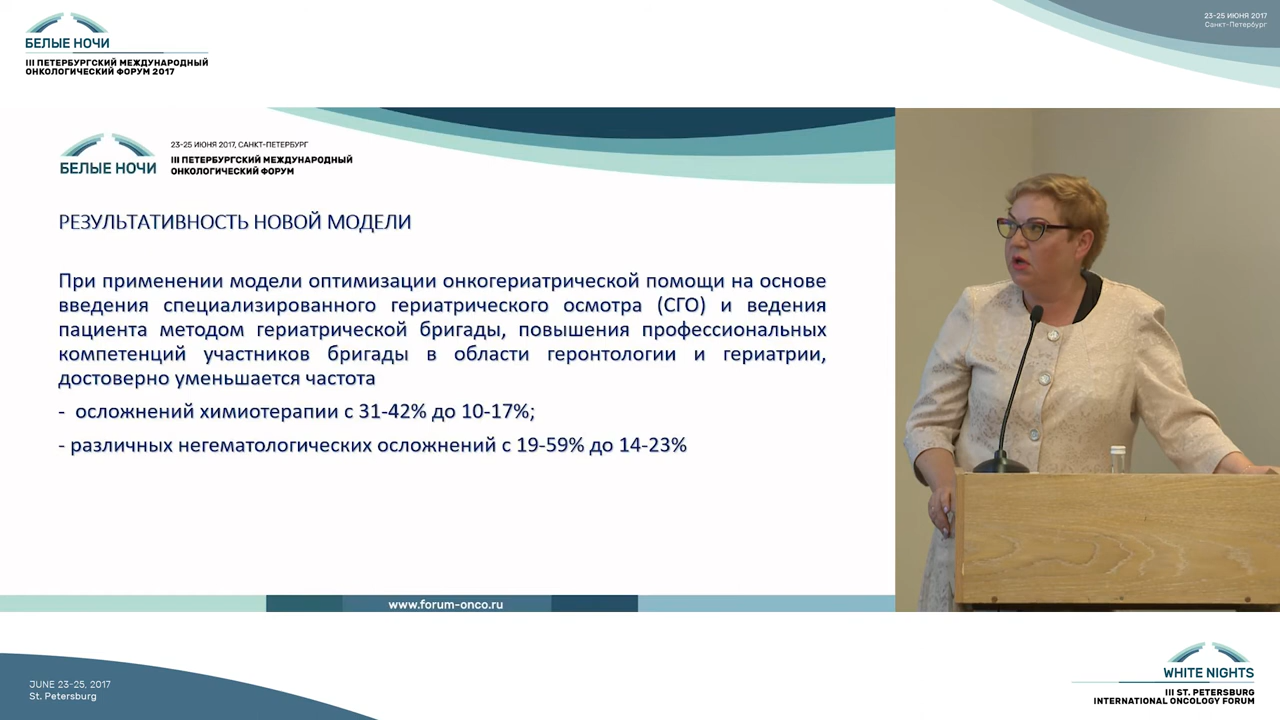 БЕЛЫЕ НОЧИ
III ПЕТЕРБУРГСКИЙ МЕЖДУНАРОДНЫЙ
ОНКОЛОГИЧЕСКИЙ ФОРУМ 2017
23-25 ИЮНЯ 2017
Санкт-Петербург
БЕЛЫЕ НОЧИ
23-25 ИЮНЯ 2017, САНКТ-ПЕТЕРБУРГ
III ПЕТЕРБУРГСКИЙ МЕЖДУНАРОДНЫЙ
ОНКОЛОГИЧЕСКИЙ ФОРУМ
РЕЗУЛЬТАТИВНОСТЬ НОВОЙ МОДЕЛИ
При применении модели оптимизации онкогериатрической помощи на основе
введения специализированного гериатрического осмотра (СГО) и ведения
пациента методом гериатрической бригады, повышения профессиональных
компетенций участников бригады в области геронтологии и гериатрии,
достоверно уменьшается частота
- осложнений химиотерапии с 31-42% до 10-17%;
- различных негематологических осложнений с 19-59% до 14-23%
www.forum-onco.ru
JUNE 23-25, 2017
St. Petersburg
WHITE NIGHTS
III ST. PETERSBURG
INTERNATIONAL ONCOLOGY FORUM